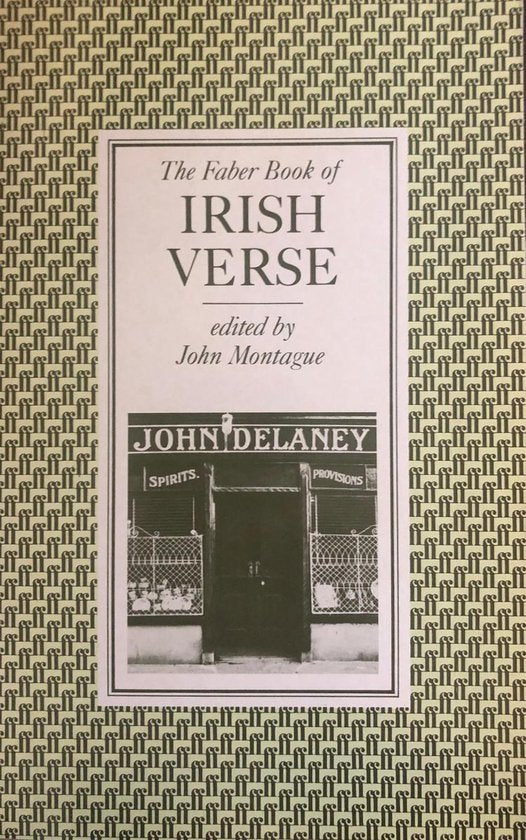 The Faber Book of
IRISH
VERSE
edited by
John Montague
JOHN DELANEY
SPIRITS.
PROVISIONS